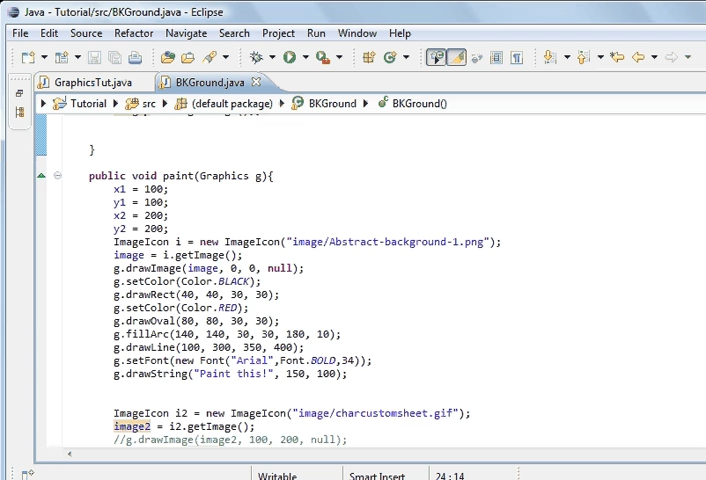 Java - Tutorial/src/BKGround.java - Eclipse
File Edit Source Refactor Navigate Search Project Run Window Help
GraphicsTut.java BKGround.java
Tutorial src (default package) BKGround BKGround()
}
public void paint(Graphics g){
x1 = 100;
y1 = 100;
x2 = 200;
y2 = 200;
ImageIcon i = new ImageIcon("image/Abstract-background-1.png");
image = i.getImage();
g.drawImage(image, 0, 0, null);
g.setColor(Color.BLACK);
g.drawRect(40, 40, 30, 30);
g.setColor(Color.RED);
g.drawOval(80, 80, 30, 30);
g.fillArc(140, 140, 30, 30, 180, 10);
g.drawLine(100, 300, 350, 400);
g.setFont(new Font("Arial",Font.BOLD,34));
g.drawString("Paint this!", 150, 100);
ImageIcon i2 = new ImageIcon("image/charcustomsheet.gif");
image2 = i2.getImage();
//g.drawImage(image2, 100, 200, null);
Writable Smart Insert 24 : 14